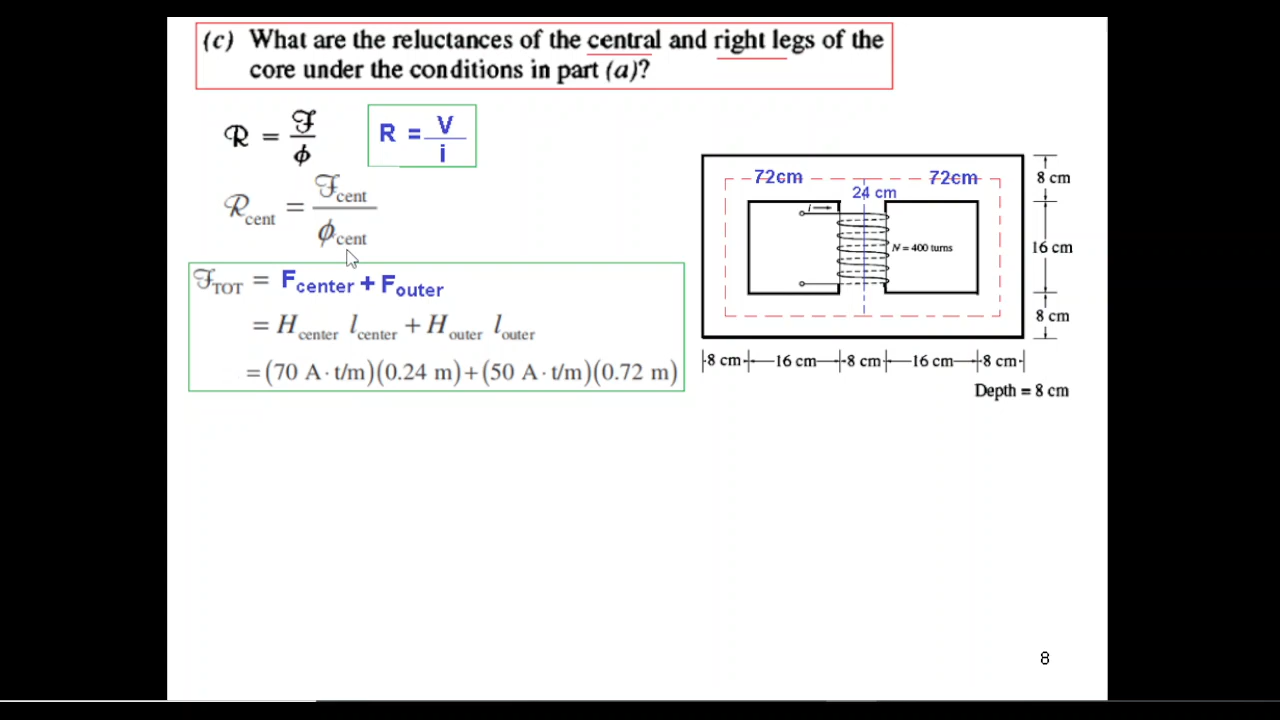 (c) What are the reluctances of the central and right legs of the
core under the conditions in part (a)?
ℛ = ℱ / ϕ
R = V / i
ℛcent = ℱcent / ϕcent
ℱTOT = Fcenter + Fouter
= Hcenter lcenter + Houter louter
= (70 A · t/m)(0.24 m) + (50 A · t/m)(0.72 m)
72cm 72cm
24 cm
8 cm
i
N = 400 turns
16 cm
8 cm
8 cm 16 cm 8 cm 16 cm 8 cm
Depth = 8 cm
8